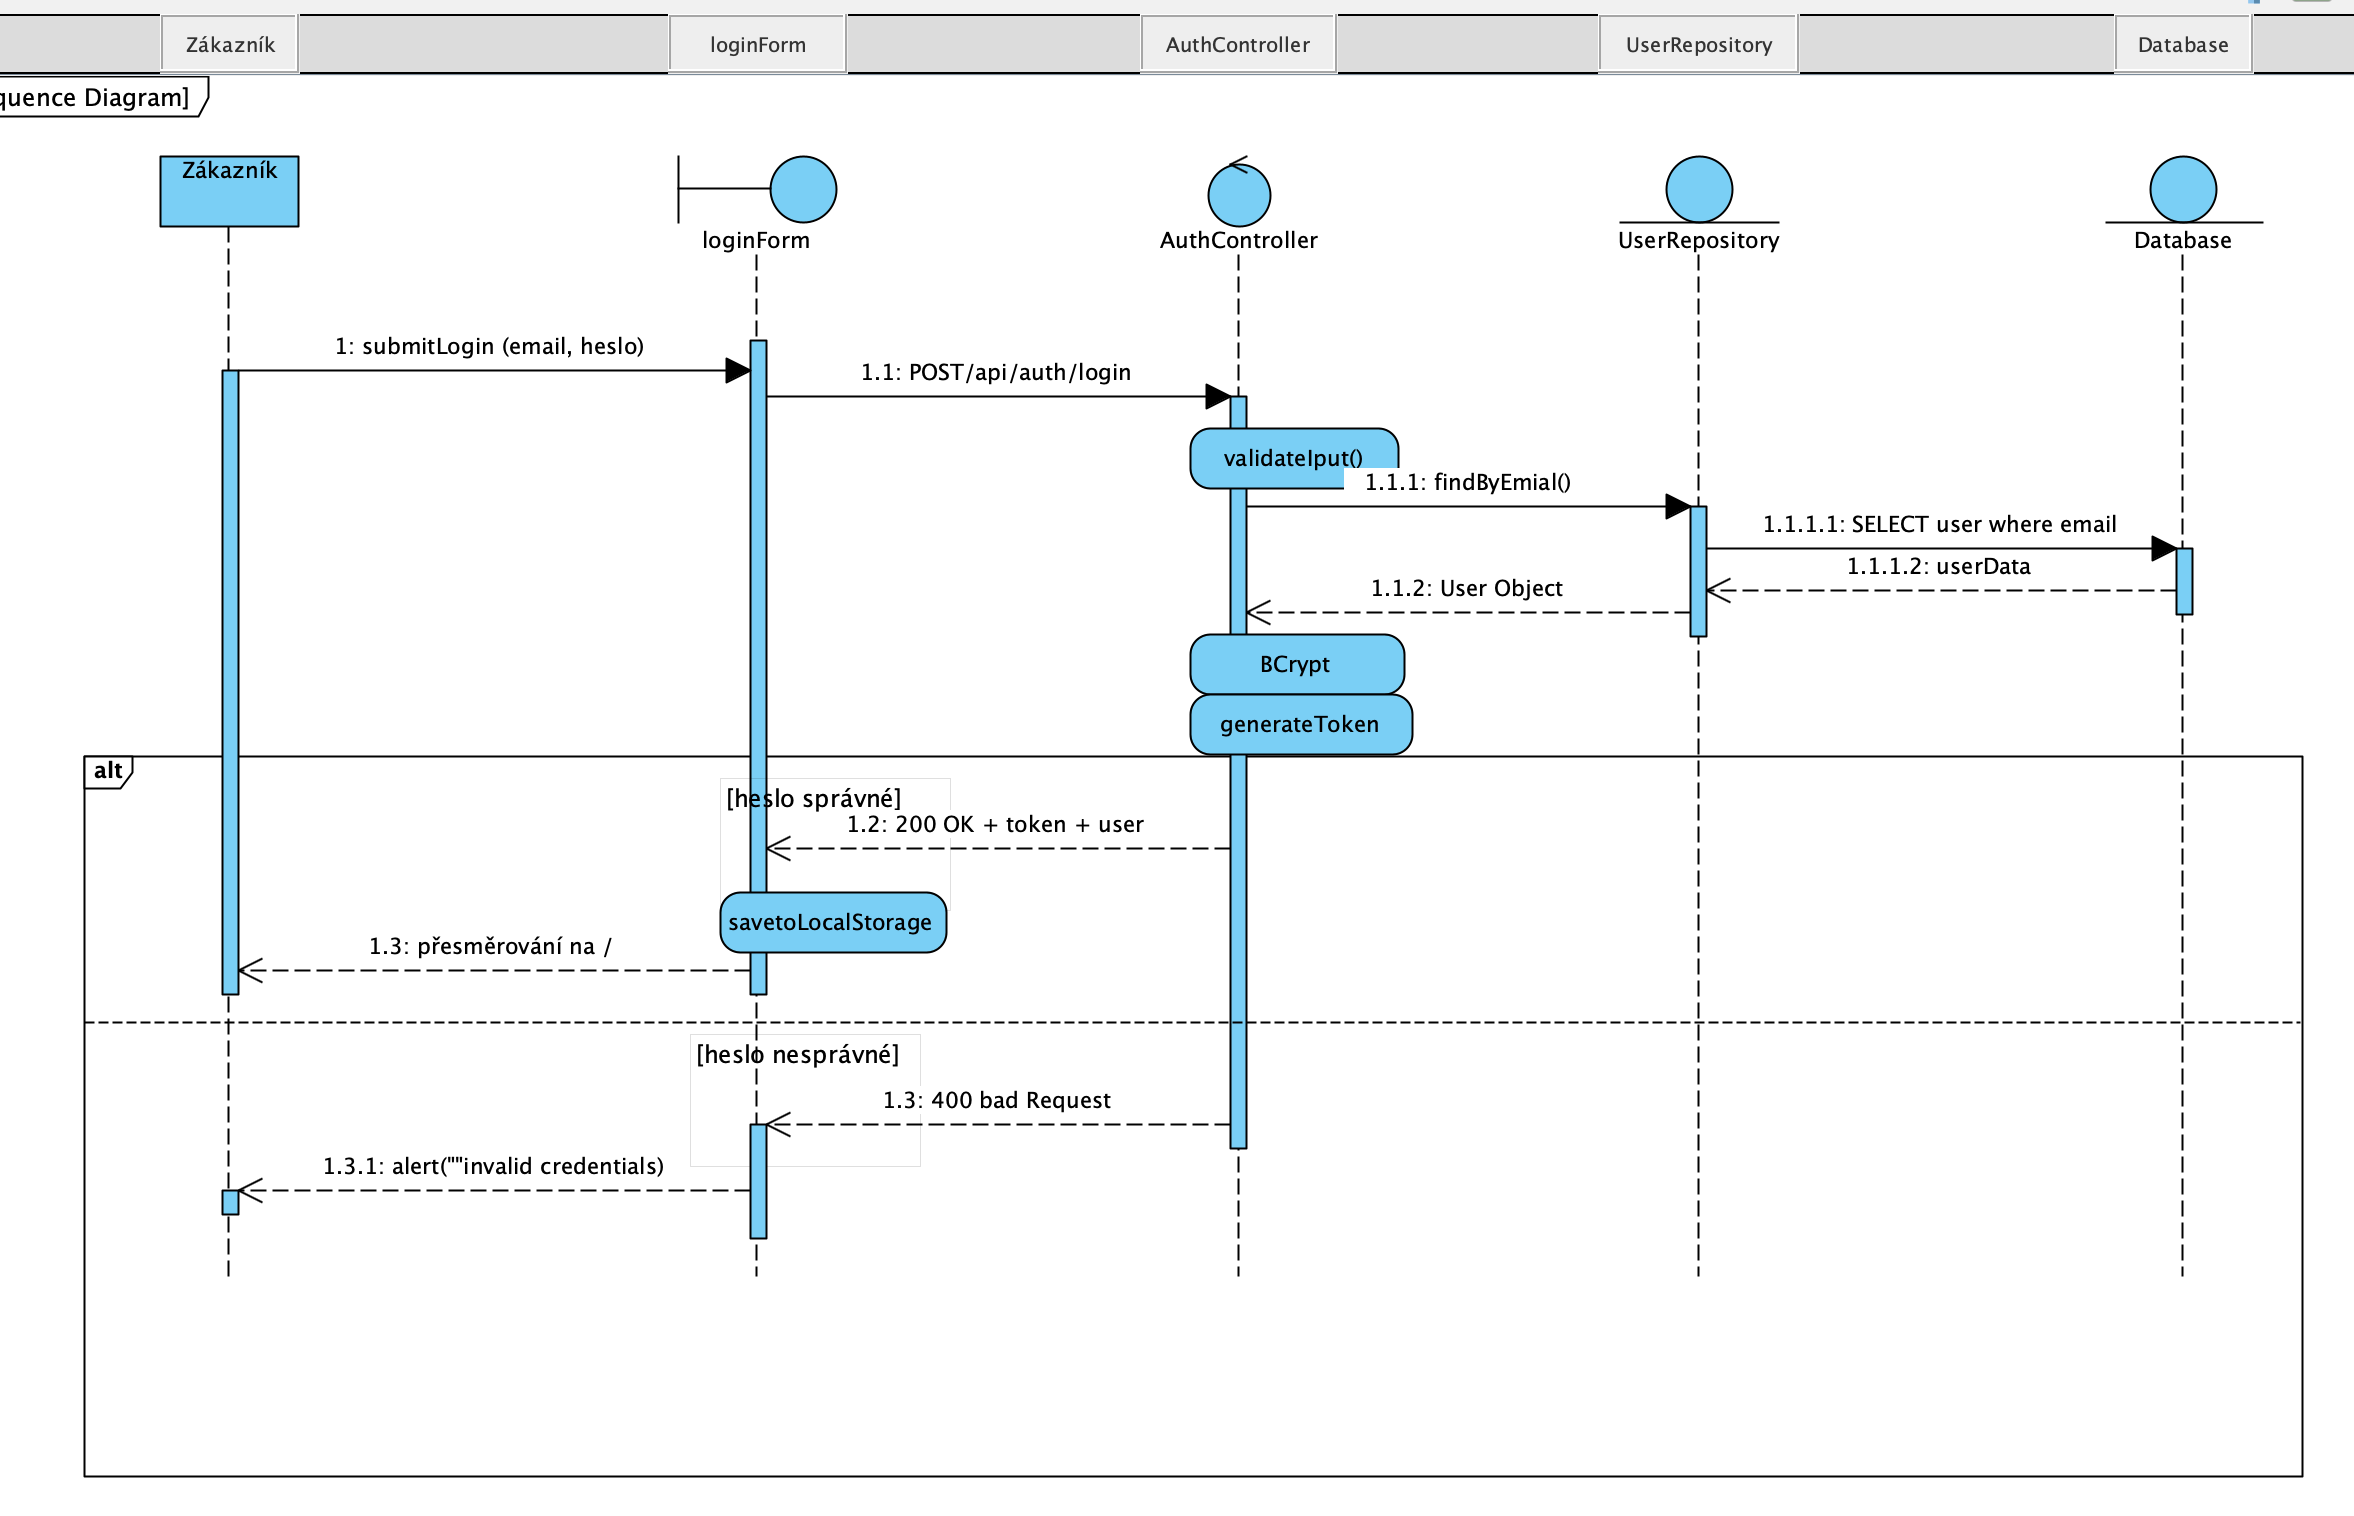 Zákazník
loginForm
AuthController
UserRepository
Database
quence Diagram]
Zákazník
loginForm
AuthController
UserRepository
Database
1: submitLogin (email, heslo)
1.1: POST/api/auth/login
validateIput()
1.1.1: findByEmial()
1.1.1.1: SELECT user where email
1.1.1.2: userData
1.1.2: User Object
BCrypt
generateToken
alt
[heslo správné]
1.2: 200 OK + token + user
savetoLocalStorage
1.3: přesměrování na /
[heslo nesprávné]
1.3: 400 bad Request
1.3.1: alert(""invalid credentials)